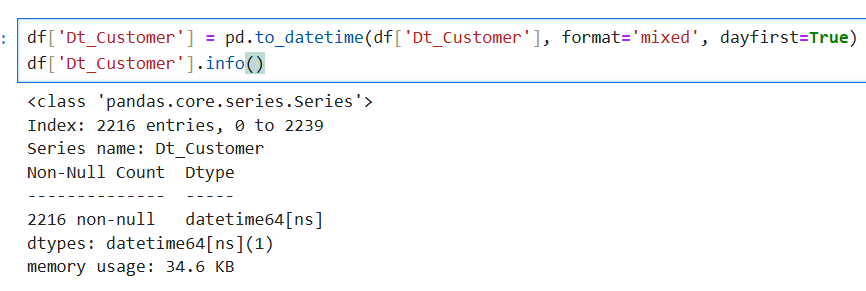 :
df['Dt_Customer'] = pd.to_datetime(df['Dt_Customer'], format='mixed', dayfirst=True)
df['Dt_Customer'].info()
<class 'pandas.core.series.Series'>
Index: 2216 entries, 0 to 2239
Series name: Dt_Customer
Non-Null Count  Dtype
--------------  -----
2216 non-null   datetime64[ns]
dtypes: datetime64[ns](1)
memory usage: 34.6 KB